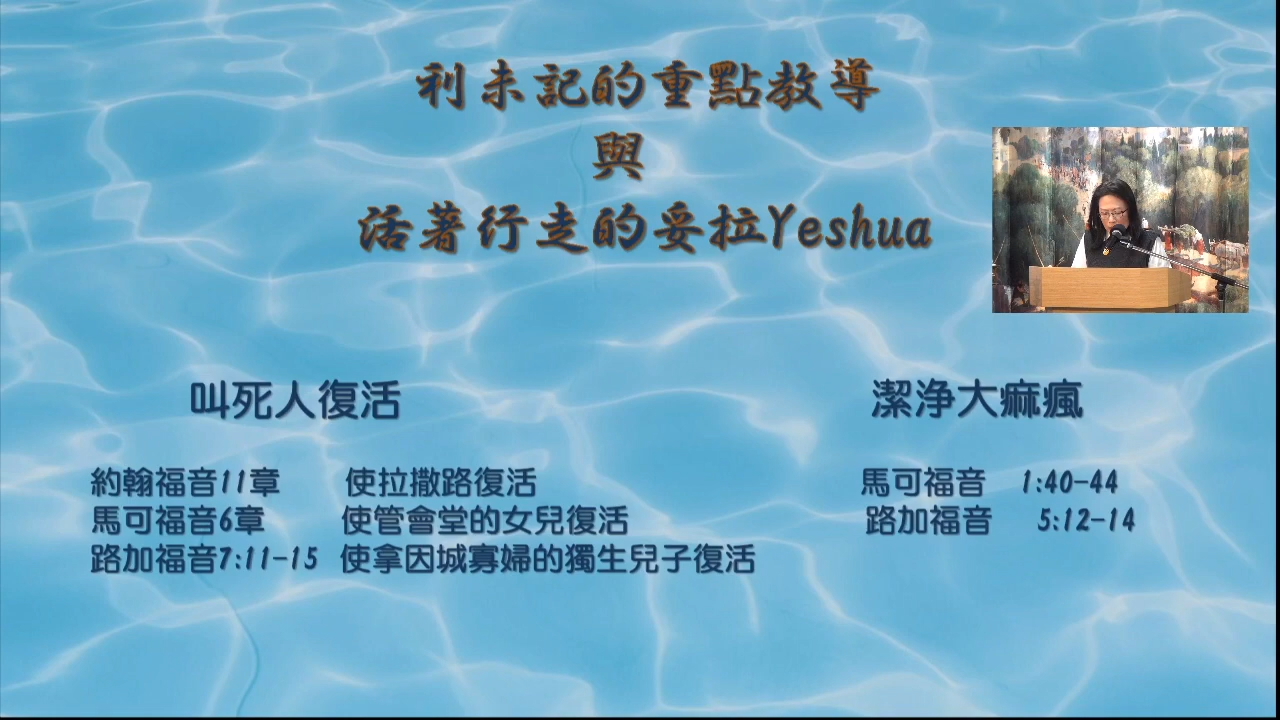 利未記的重點教導
與
活著行走的妥拉Yeshua
叫死人復活
約翰福音11章 使拉撒路復活
馬可福音6章 使管會堂的女兒復活
路加福音7:11-15 使拿因城寡婦的獨生兒子復活
潔浄大痲瘋
馬可福音 1:40-44
路加福音 5:12-14